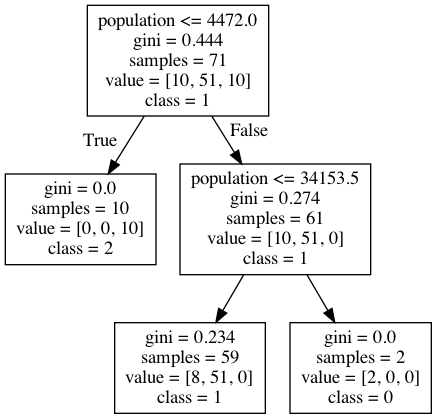 population <= 4472.0
gini = 0.444
samples = 71
value = [10, 51, 10]
class = 1
True
False
gini = 0.0
samples = 10
value = [0, 0, 10]
class = 2
population <= 34153.5
gini = 0.274
samples = 61
value = [10, 51, 0]
class = 1
gini = 0.234
samples = 59
value = [8, 51, 0]
class = 1
gini = 0.0
samples = 2
value = [2, 0, 0]
class = 0